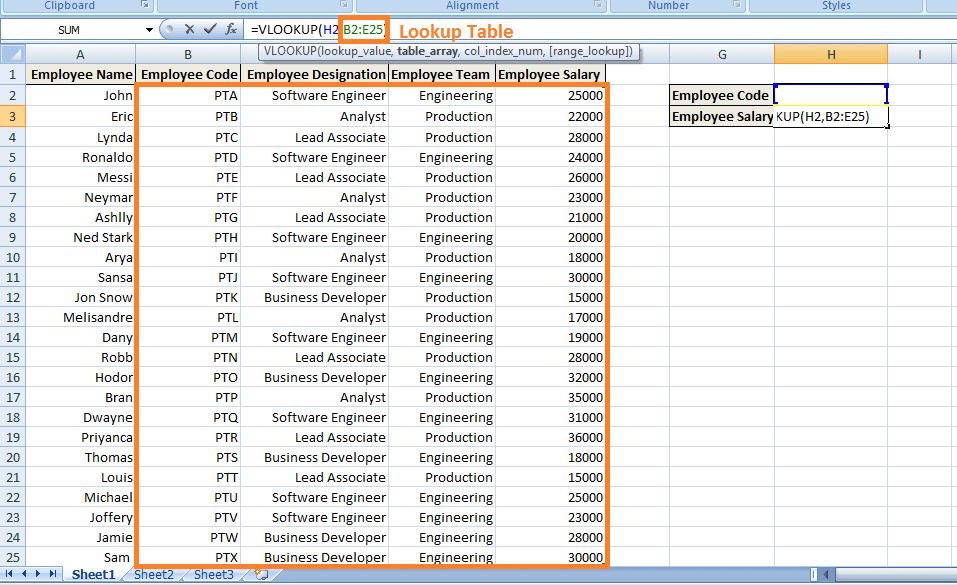 Clipboard Font Alignment Number Styles
SUM fx =VLOOKUP(H2,B2:E25) Lookup Table
VLOOKUP(lookup_value, table_array, col_index_num, [range_lookup])
A B C D E F G H I
1 Employee Name Employee Code Employee Designation Employee Team Employee Salary
2 John PTA Software Engineer Engineering 25000 Employee Code
3 Eric PTB Analyst Production 22000 Employee Salary KUP(H2,B2:E25)
4 Lynda PTC Lead Associate Production 28000
5 Ronaldo PTD Software Engineer Engineering 24000
6 Messi PTE Lead Associate Production 26000
7 Neymar PTF Analyst Production 23000
8 Ashlly PTG Lead Associate Production 21000
9 Ned Stark PTH Software Engineer Engineering 20000
10 Arya PTI Analyst Production 18000
11 Sansa PTJ Software Engineer Engineering 30000
12 Jon Snow PTK Business Developer Production 15000
13 Melisandre PTL Analyst Production 17000
14 Dany PTM Software Engineer Engineering 19000
15 Robb PTN Lead Associate Production 28000
16 Hodor PTO Business Developer Engineering 32000
17 Bran PTP Analyst Production 35000
18 Dwayne PTQ Software Engineer Engineering 31000
19 Priyanca PTR Lead Associate Production 36000
20 Thomas PTS Business Developer Engineering 18000
21 Louis PTT Lead Associate Production 15000
22 Michael PTU Software Engineer Engineering 25000
23 Joffery PTV Software Engineer Engineering 23000
24 Jamie PTW Business Developer Engineering 28000
25 Sam PTX Business Developer Engineering 30000
Sheet1 Sheet2 Sheet3